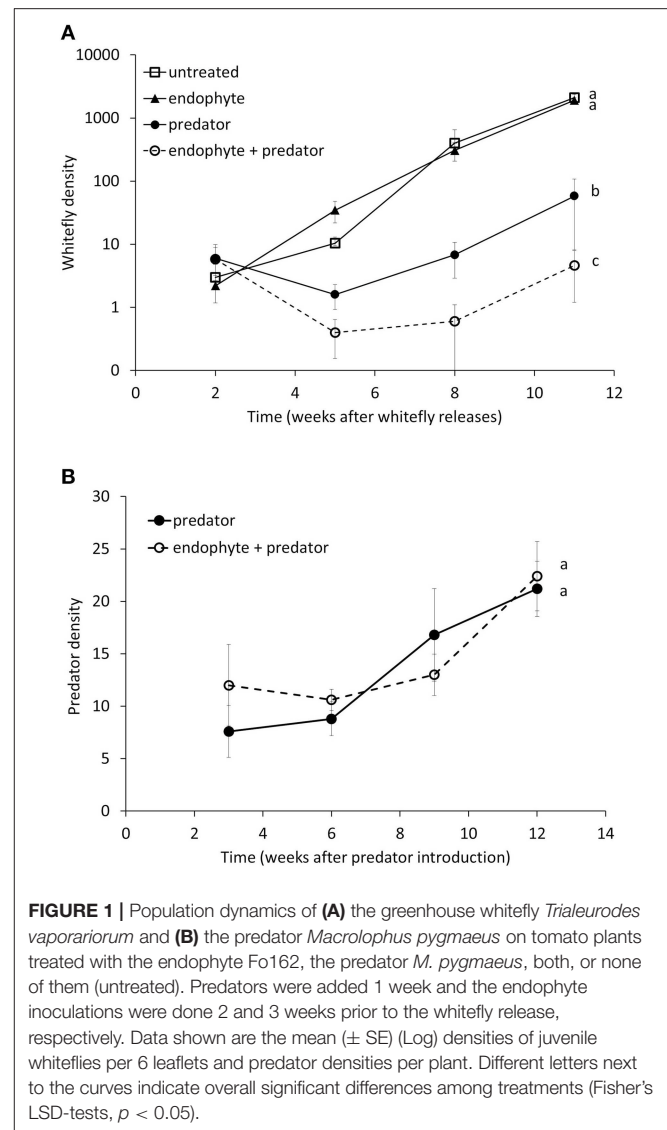 A
10000
1000
100
10
1
0
Whitefly density
untreated
endophyte
predator
endophyte + predator
a
a
b
c
0 2 4 6 8 10 12
Time (weeks after whitefly releases)
B
30
25
20
15
10
5
0
Predator density
predator
endophyte + predator
a
a
0 2 4 6 8 10 12 14
Time (weeks after predator introduction)
FIGURE 1 | Population dynamics of (A) the greenhouse whitefly Trialeurodes
vaporariorum and (B) the predator Macrolophus pygmaeus on tomato plants
treated with the endophyte Fo162, the predator M. pygmaeus, both, or none
of them (untreated). Predators were added 1 week and the endophyte
inoculations were done 2 and 3 weeks prior to the whitefly release,
respectively. Data shown are the mean (± SE) (Log) densities of juvenile
whiteflies per 6 leaflets and predator densities per plant. Different letters next
to the curves indicate overall significant differences among treatments (Fisher's
LSD-tests, p < 0.05).